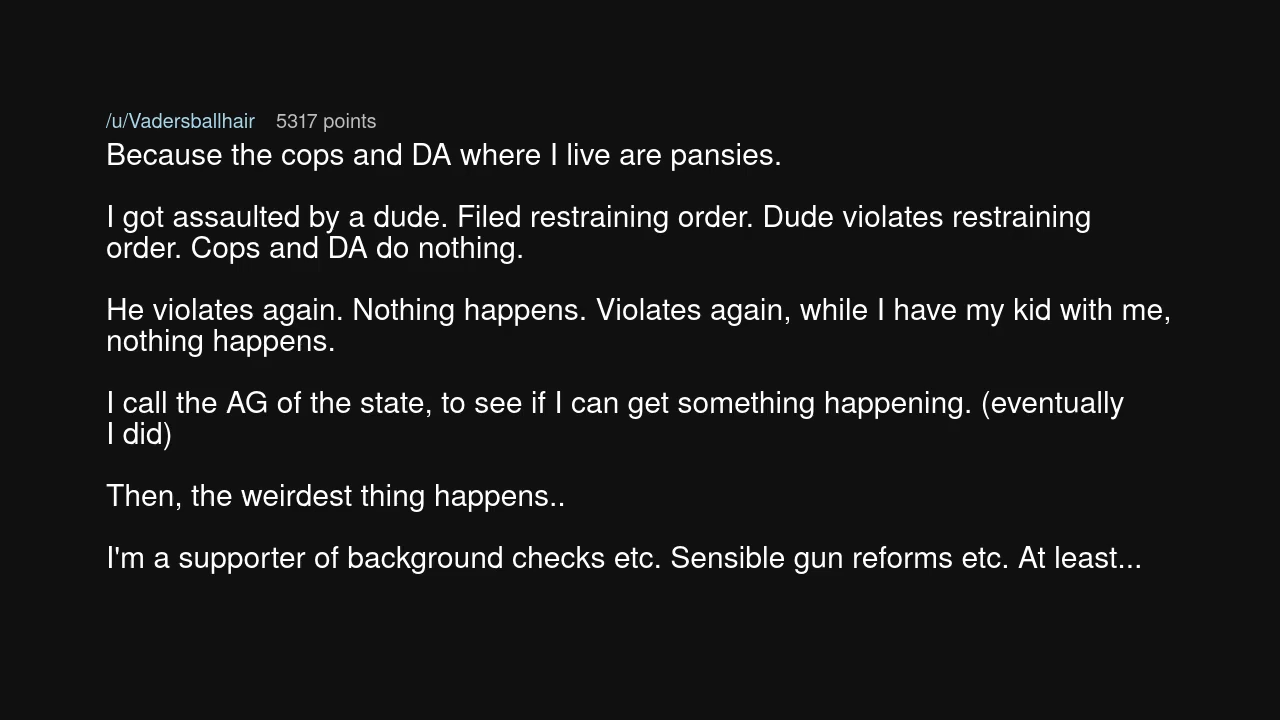 /u/Vadersballhair 5317 points
Because the cops and DA where I live are pansies.
I got assaulted by a dude. Filed restraining order. Dude violates restraining
order. Cops and DA do nothing.
He violates again. Nothing happens. Violates again, while I have my kid with me,
nothing happens.
I call the AG of the state, to see if I can get something happening. (eventually
I did)
Then, the weirdest thing happens..
I'm a supporter of background checks etc. Sensible gun reforms etc. At least...